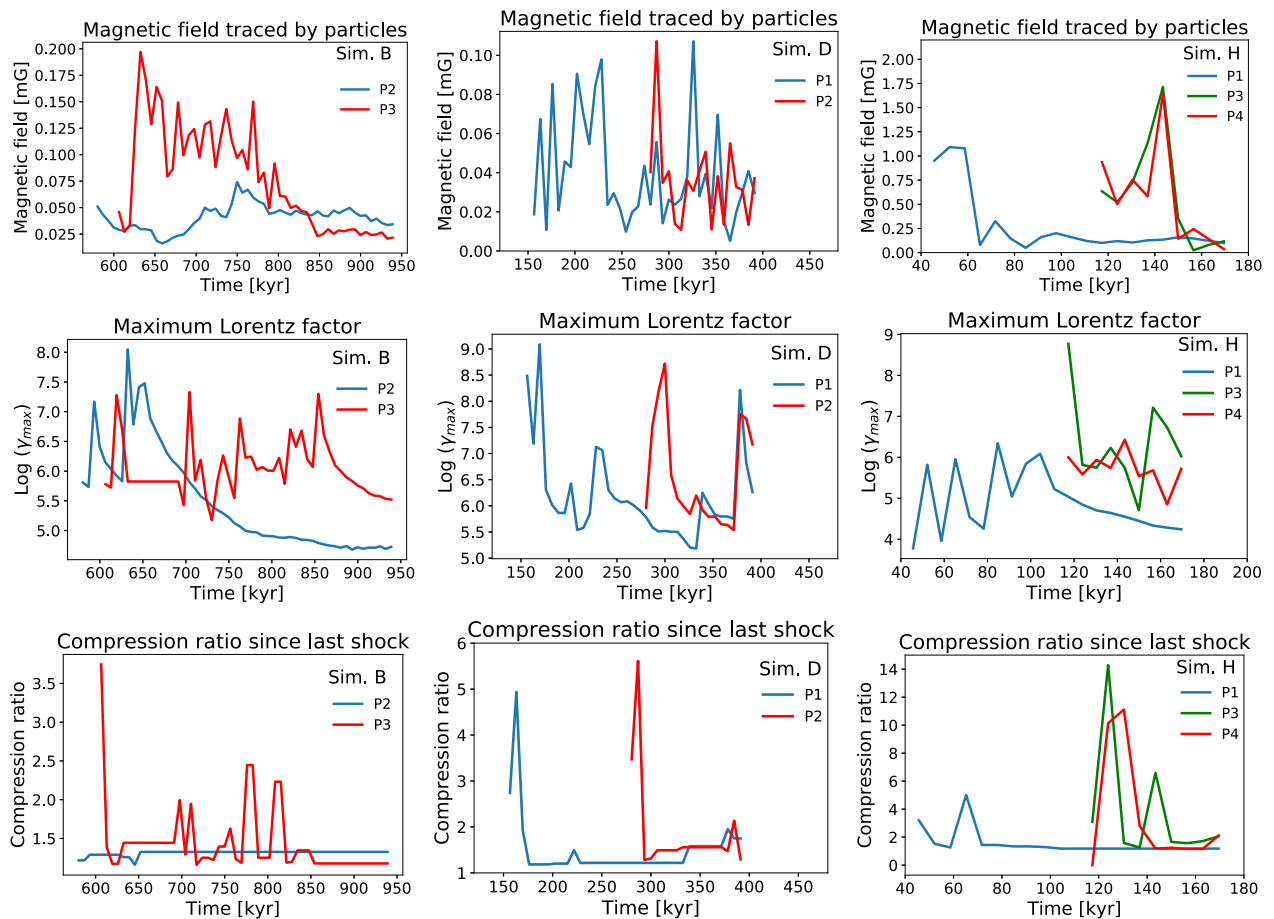 Magnetic field traced by particles
Sim. B
P2
P3
Magnetic field [mG]
0.200
0.175
0.150
0.125
0.100
0.075
0.050
0.025
600 650 700 750 800 850 900 950
Time [kyr]
Magnetic field traced by particles
Sim. D
P1
P2
Magnetic field [mG]
0.10
0.08
0.06
0.04
0.02
0.00
150 200 250 300 350 400 450
Time [kyr]
Magnetic field traced by particles
Sim. H
P1
P3
P4
Magnetic field [mG]
2.00
1.75
1.50
1.25
1.00
0.75
0.50
0.25
0.00
40 60 80 100 120 140 160 180
Time [kyr]
Maximum Lorentz factor
Sim. B
P2
P3
Log (γmax)
8.0
7.5
7.0
6.5
6.0
5.5
5.0
600 650 700 750 800 850 900 950
Time [kyr]
Maximum Lorentz factor
Sim. D
P1
P2
Log (γmax)
9.0
8.5
8.0
7.5
7.0
6.5
6.0
5.5
5.0
150 200 250 300 350 400 450
Time [kyr]
Maximum Lorentz factor
Sim. H
P1
P3
P4
Log (γmax)
9
8
7
6
5
4
40 60 80 100 120 140 160 180 200
Time [kyr]
Compression ratio since last shock
Sim. B
P2
P3
Compression ratio
3.5
3.0
2.5
2.0
1.5
600 650 700 750 800 850 900 950
Time [kyr]
Compression ratio since last shock
Sim. D
P1
P2
Compression ratio
6
5
4
3
2
1
150 200 250 300 350 400 450
Time [kyr]
Compression ratio since last shock
Sim. H
P1
P3
P4
Compression ratio
14
12
10
8
6
4
2
0
40 60 80 100 120 140 160 180
Time [kyr]